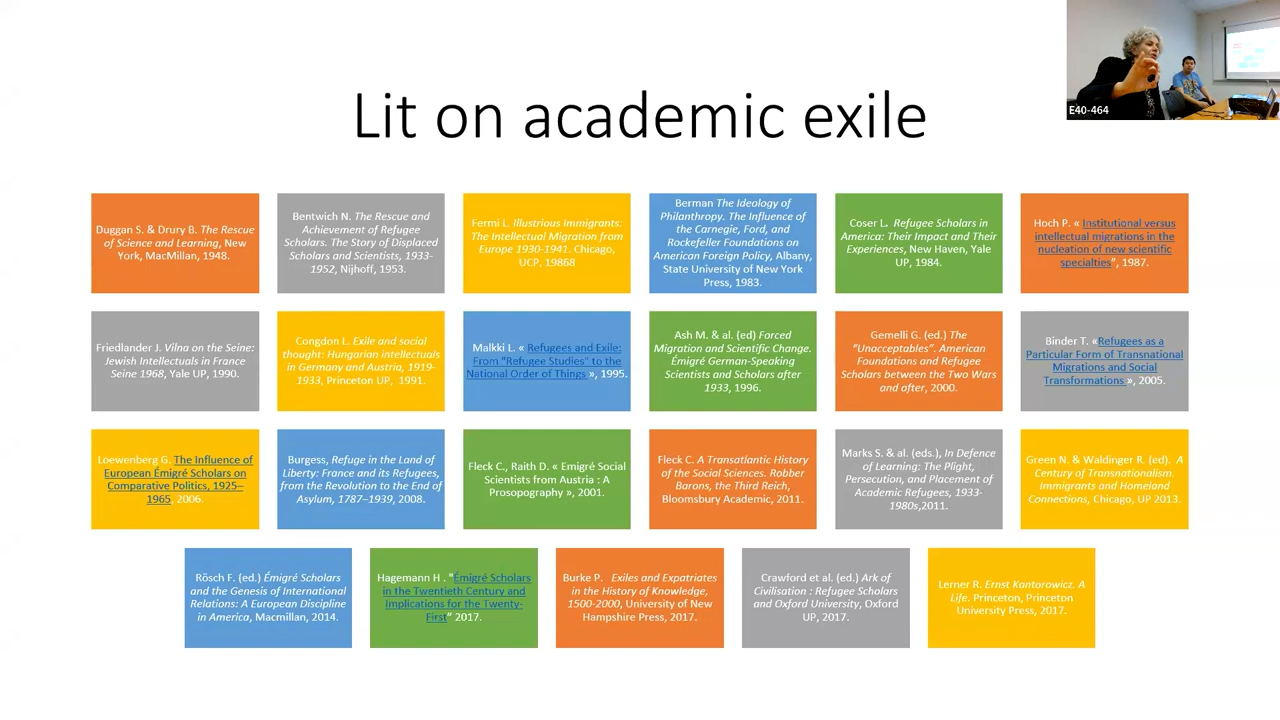 E40-464
Lit on academic exile
Duggan S. & Drury B. The Rescue
of Science and Learning, New
York, MacMillan, 1948.
Bentwich N. The Rescue and
Achievement of Refugee
Scholars. The Story of Displaced
Scholars and Scientists, 1933-
1952, Nijhoff, 1953.
Fermi L. Illustrious Immigrants:
The Intellectual Migration from
Europe 1930-1941. Chicago,
UCP, 19868
Berman The Ideology of
Philanthropy. The Influence of
the Carnegie, Ford, and
Rockefeller Foundations on
American Foreign Policy, Albany,
State University of New York
Press, 1983.
Coser L. Refugee Scholars in
America: Their Impact and Their
Experiences, New Haven, Yale
UP, 1984.
Hoch P. « Institutional versus
intellectual migrations in the
nucleation of new scientific
specialties", 1987.
Friedlander J. Vilna on the Seine:
Jewish Intellectuals in France
Seine 1968, Yale UP, 1990.
Congdon L. Exile and social
thought: Hungarian intellectuals
in Germany and Austria, 1919-
1933, Princeton UP, 1991.
Malkki L. « Refugees and Exile:
From "Refugee Studies" to the
National Order of Things », 1995.
Ash M. & al. (ed) Forced
Migration and Scientific Change.
Émigré German-Speaking
Scientists and Scholars after
1933, 1996.
Gemelli G. (ed.) The
"Unacceptables". American
Foundations and Refugee
Scholars between the Two Wars
and after, 2000.
Binder T. «Refugees as a
Particular Form of Transnational
Migrations and Social
Transformations », 2005.
Loewenberg G. The Influence of
European Émigré Scholars on
Comparative Politics, 1925–
1965. 2006.
Burgess, Refuge in the Land of
Liberty: France and its Refugees,
from the Revolution to the End of
Asylum, 1787–1939, 2008.
Fleck C., Raith D. « Emigré Social
Scientists from Austria : A
Prosopography », 2001.
Fleck C. A Transatlantic History
of the Social Sciences. Robber
Barons, the Third Reich,
Bloomsbury Academic, 2011.
Marks S. & al. (eds.), In Defence
of Learning: The Plight,
Persecution, and Placement of
Academic Refugees, 1933-
1980s,2011.
Green N. & Waldinger R. (ed). A
Century of Transnationalism.
Immigrants and Homeland
Connections, Chicago, UP 2013.
Rösch F. (ed.) Émigré Scholars
and the Genesis of International
Relations: A European Discipline
in America, Macmillan, 2014.
Hagemann H . "Émigré Scholars
in the Twentieth Century and
Implications for the Twenty-
First" 2017.
Burke P. Exiles and Expatriates
in the History of Knowledge,
1500-2000, University of New
Hampshire Press, 2017.
Crawford et al. (ed.) Ark of
Civilisation : Refugee Scholars
and Oxford University, Oxford
UP, 2017.
Lerner R. Ernst Kantorowicz. A
Life. Princeton, Princeton
University Press, 2017.